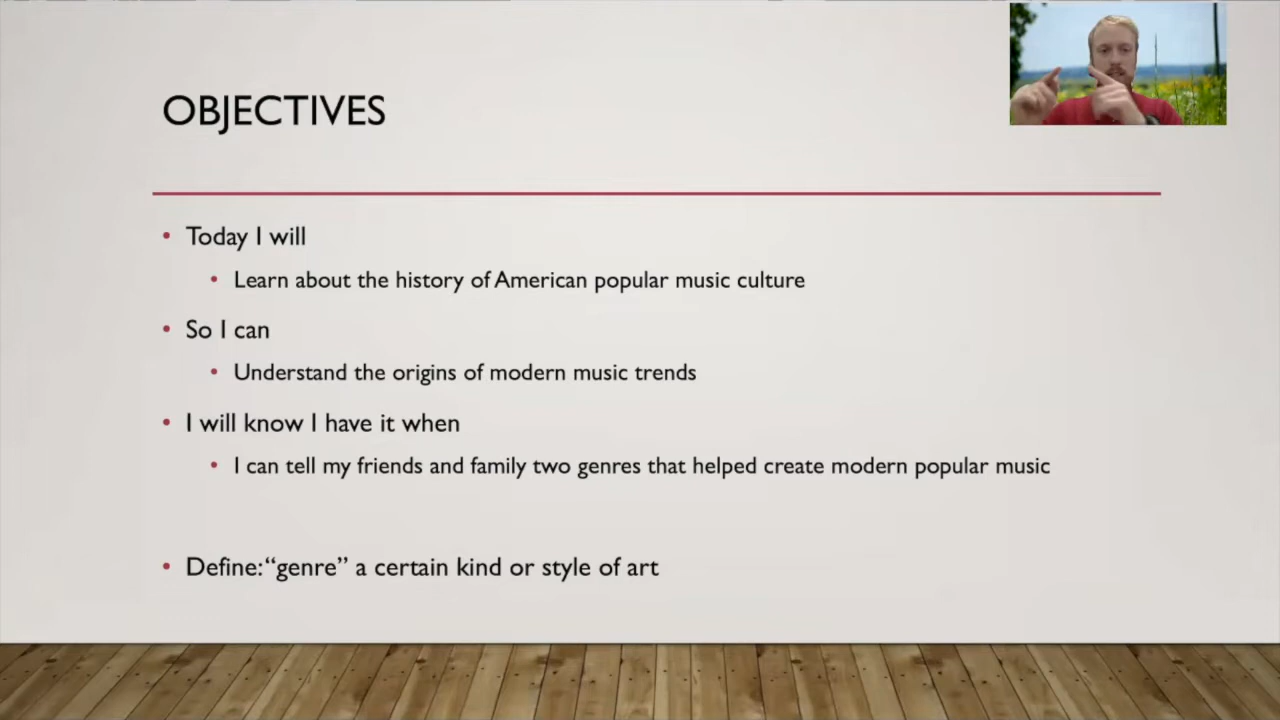 OBJECTIVES
• Today I will
• Learn about the history of American popular music culture
• So I can
• Understand the origins of modern music trends
• I will know I have it when
• I can tell my friends and family two genres that helped create modern popular music
• Define:“genre” a certain kind or style of art